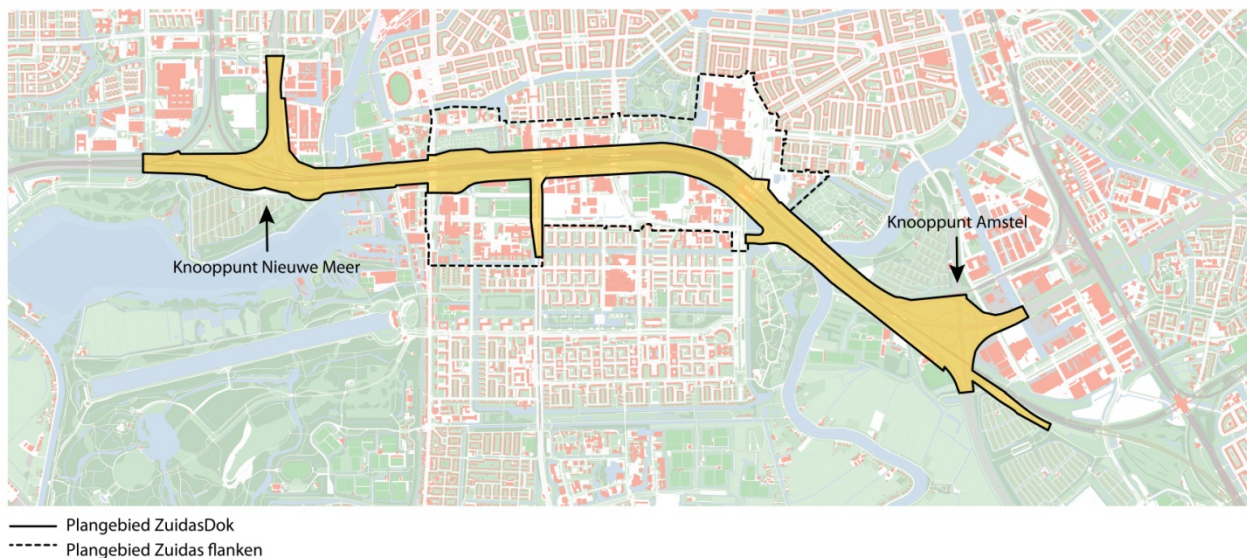 Knooppunt Amstel
Knooppunt Nieuwe Meer
Plangebied ZuidasDok
Plangebied Zuidas flanken